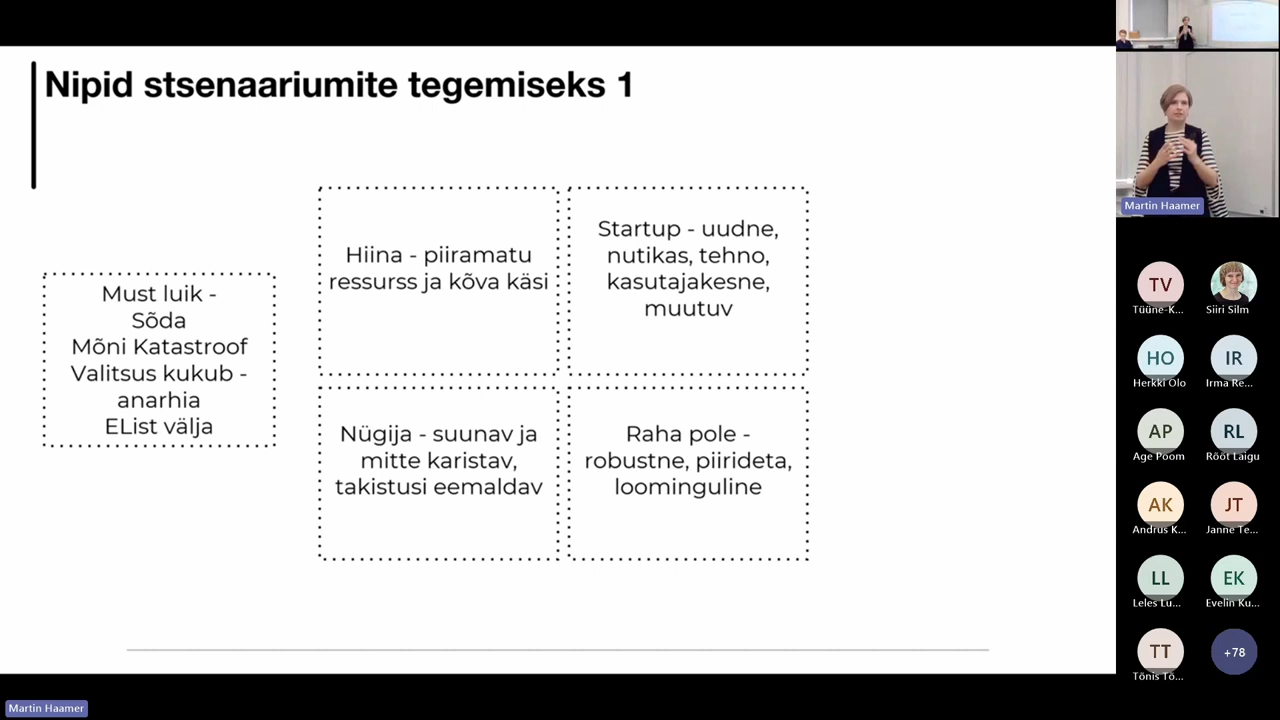 Nipid stsenaariumite tegemiseks 1
Must luik -
Sõda
Mõni Katastroof
Valitsus kukub -
anarhia
EList välja
Hiina - piiramatu
ressurss ja kõva käsi
Startup - uudne,
nutikas, tehno,
kasutajakesne,
muutuv
Nügija - suunav ja
mitte karistav,
takistusi eemaldav
Raha pole -
robustne, piirideta,
loominguline
Martin Haamer
TV
Tüüne-K...
Siiri Silm
HO
Herkki Olo
IR
Irma Re...
AP
Age Poom
RL
Rööt Laigu
AK
Andrus K...
JT
Janne Te...
LL
Leles Lu...
EK
Evelin Ku...
TT
Tõnis Tõ...
+78
Martin Haamer